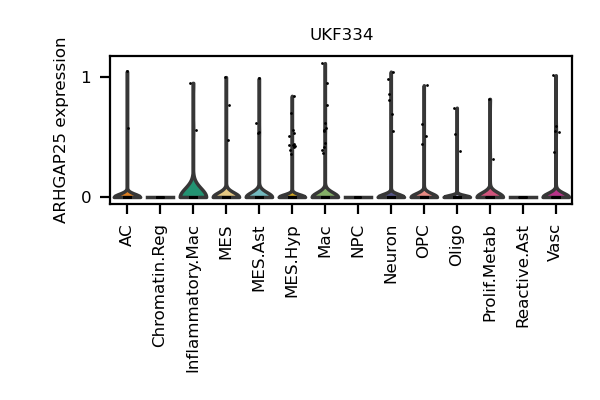 UKF334
ARHGAP25 expression
1
0
AC
Chromatin.Reg
Inflammatory.Mac
MES
MES.Ast
MES.Hyp
Mac
NPC
Neuron
OPC
Oligo
Prolif.Metab
Reactive.Ast
Vasc